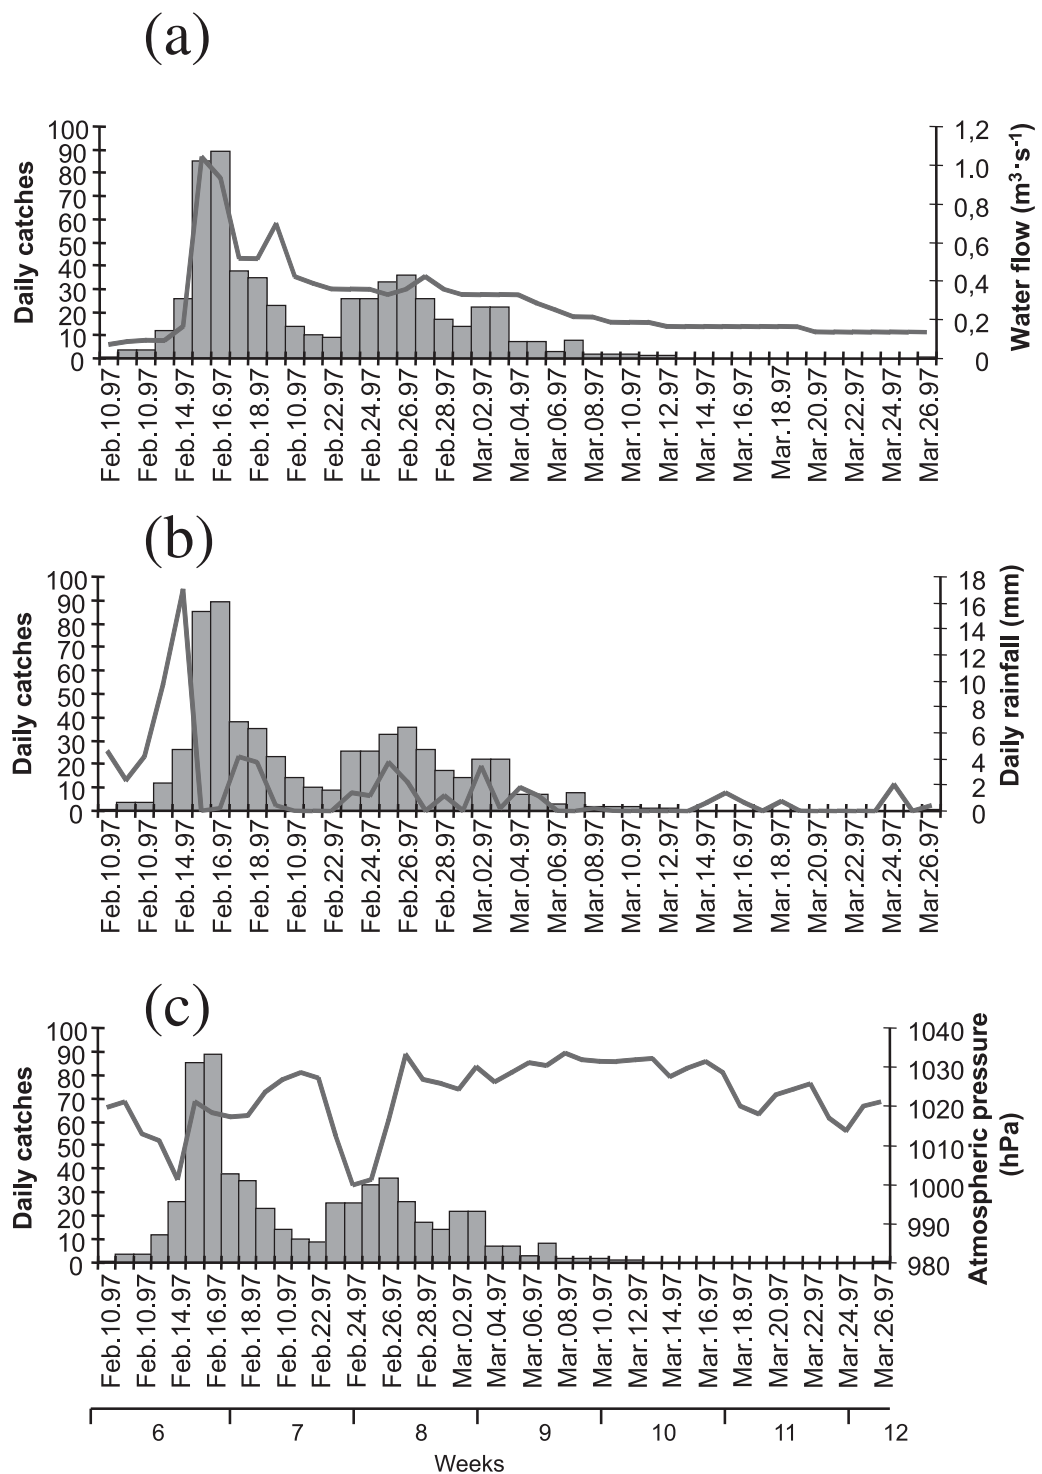 (a)
Daily catches
100
90
80
70
60
50
40
30
20
10
0
1,2
1.0
0,8
0,6
0,4
0,2
0
Water flow (m³·s⁻¹)
Feb.10.97
Feb.10.97
Feb.14.97
Feb.16.97
Feb.18.97
Feb.10.97
Feb.22.97
Feb.24.97
Feb.26.97
Feb.28.97
Mar.02.97
Mar.04.97
Mar.06.97
Mar.08.97
Mar.10.97
Mar.12.97
Mar.14.97
Mar.16.97
Mar.18.97
Mar.20.97
Mar.22.97
Mar.24.97
Mar.26.97
(b)
Daily catches
100
90
80
70
60
50
40
30
20
10
0
18
16
14
12
10
8
6
4
2
0
Daily rainfall (mm)
Feb.10.97
Feb.10.97
Feb.14.97
Feb.16.97
Feb.18.97
Feb.10.97
Feb.22.97
Feb.24.97
Feb.26.97
Feb.28.97
Mar.02.97
Mar.04.97
Mar.06.97
Mar.08.97
Mar.10.97
Mar.12.97
Mar.14.97
Mar.16.97
Mar.18.97
Mar.20.97
Mar.22.97
Mar.24.97
Mar.26.97
(c)
Daily catches
100
90
80
70
60
50
40
30
20
10
0
1040
1030
1020
1010
1000
990
980
Atmospheric pressure
(hPa)
Feb.10.97
Feb.10.97
Feb.14.97
Feb.16.97
Feb.18.97
Feb.10.97
Feb.22.97
Feb.24.97
Feb.26.97
Feb.28.97
Mar.02.97
Mar.04.97
Mar.06.97
Mar.08.97
Mar.10.97
Mar.12.97
Mar.14.97
Mar.16.97
Mar.18.97
Mar.20.97
Mar.22.97
Mar.24.97
Mar.26.97
6 7 8 9 10 11 12
Weeks